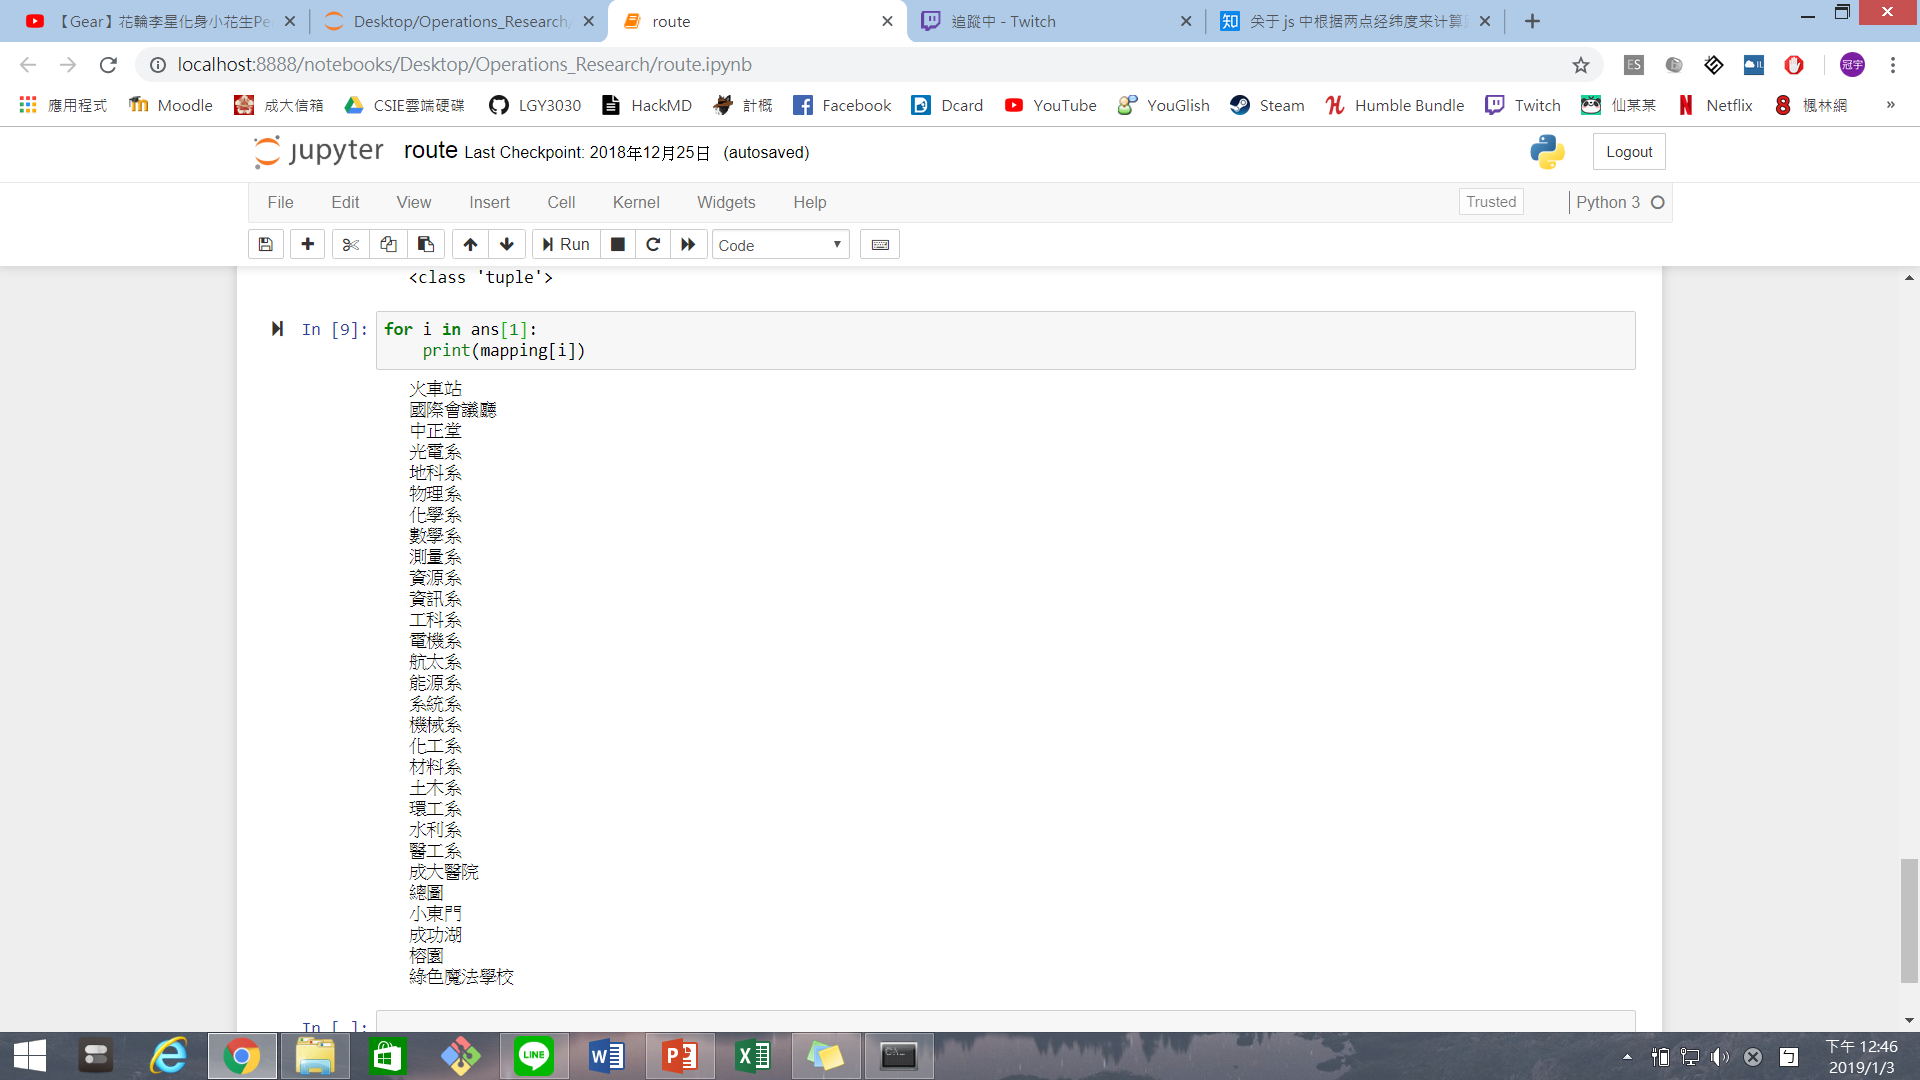 【Gear】花輪李星化身小花生Pe
Desktop/Operations_Research/
route
追蹤中 - Twitch
关于 js 中根据两点经纬度来计算
localhost:8888/notebooks/Desktop/Operations_Research/route.ipynb
ES
IL
冠宇
應用程式
Moodle
成大信箱
CSIE雲端硬碟
LGY3030
HackMD
計概
Facebook
Dcard
YouTube
YouGlish
Steam
Humble Bundle
Twitch
仙某某
Netflix
楓林網
»
jupyter route Last Checkpoint: 2018年12月25日 (autosaved)
Logout
File Edit View Insert Cell Kernel Widgets Help
Trusted
Python 3
Run
Code
<class 'tuple'>
In [9]:
for i in ans[1]:
print(mapping[i])
火車站
國際會議廳
中正堂
光電系
地科系
物理系
化學系
數學系
測量系
資源系
資訊系
工科系
電機系
航太系
能源系
系統系
機械系
化工系
材料系
土木系
環工系
水利系
醫工系
成大醫院
總圖
小東門
成功湖
榕園
綠色魔法學校
In [ ]:
LINE
下午 12:46
2019/1/3